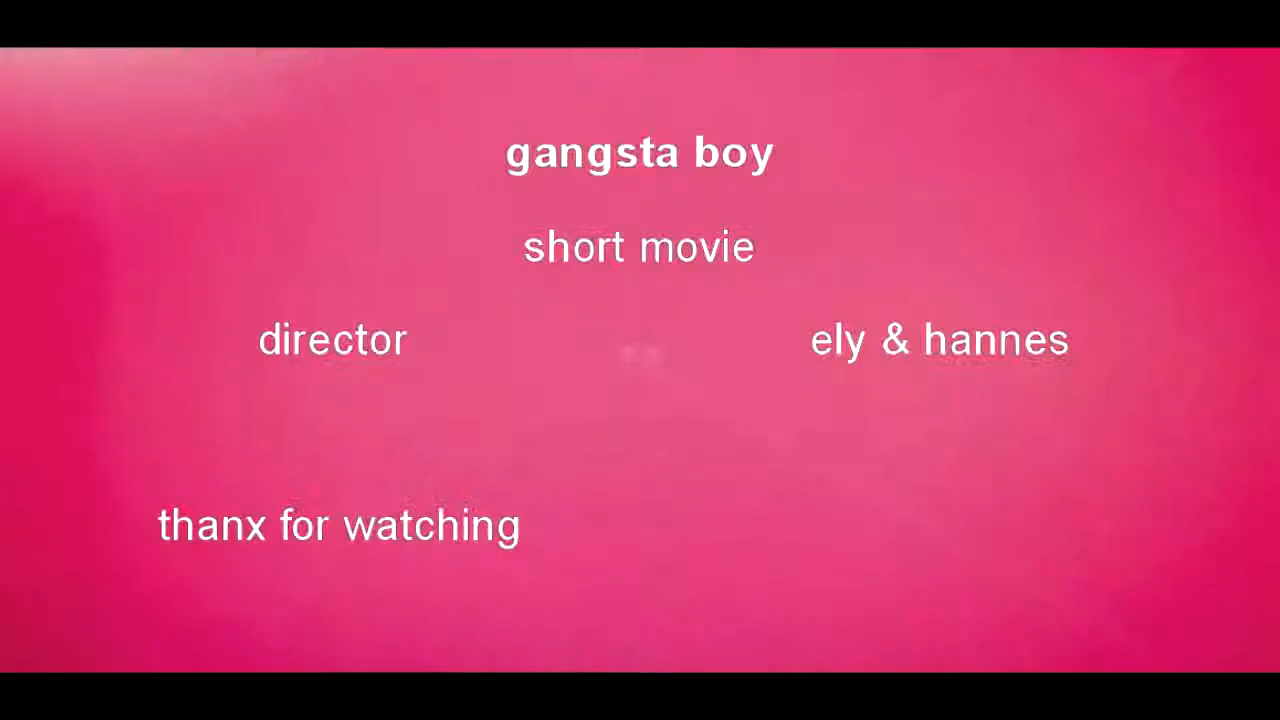 gangsta boy
short movie
director ely & hannes
thanx for watching